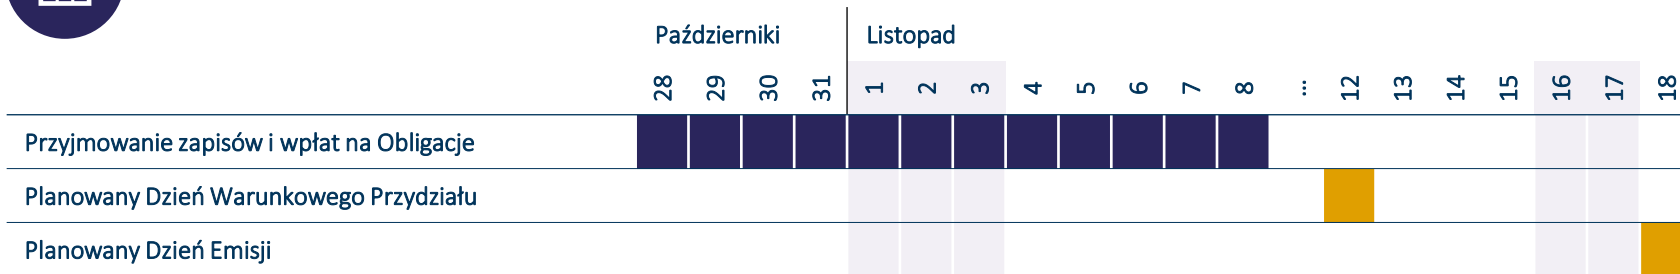 Październiki Listopad
28 29 30 31 1 2 3 4 5 6 7 8 ... 12 13 14 15 16 17 18
Przyjmowanie zapisów i wpłat na Obligacje
Planowany Dzień Warunkowego Przydziału
Planowany Dzień Emisji